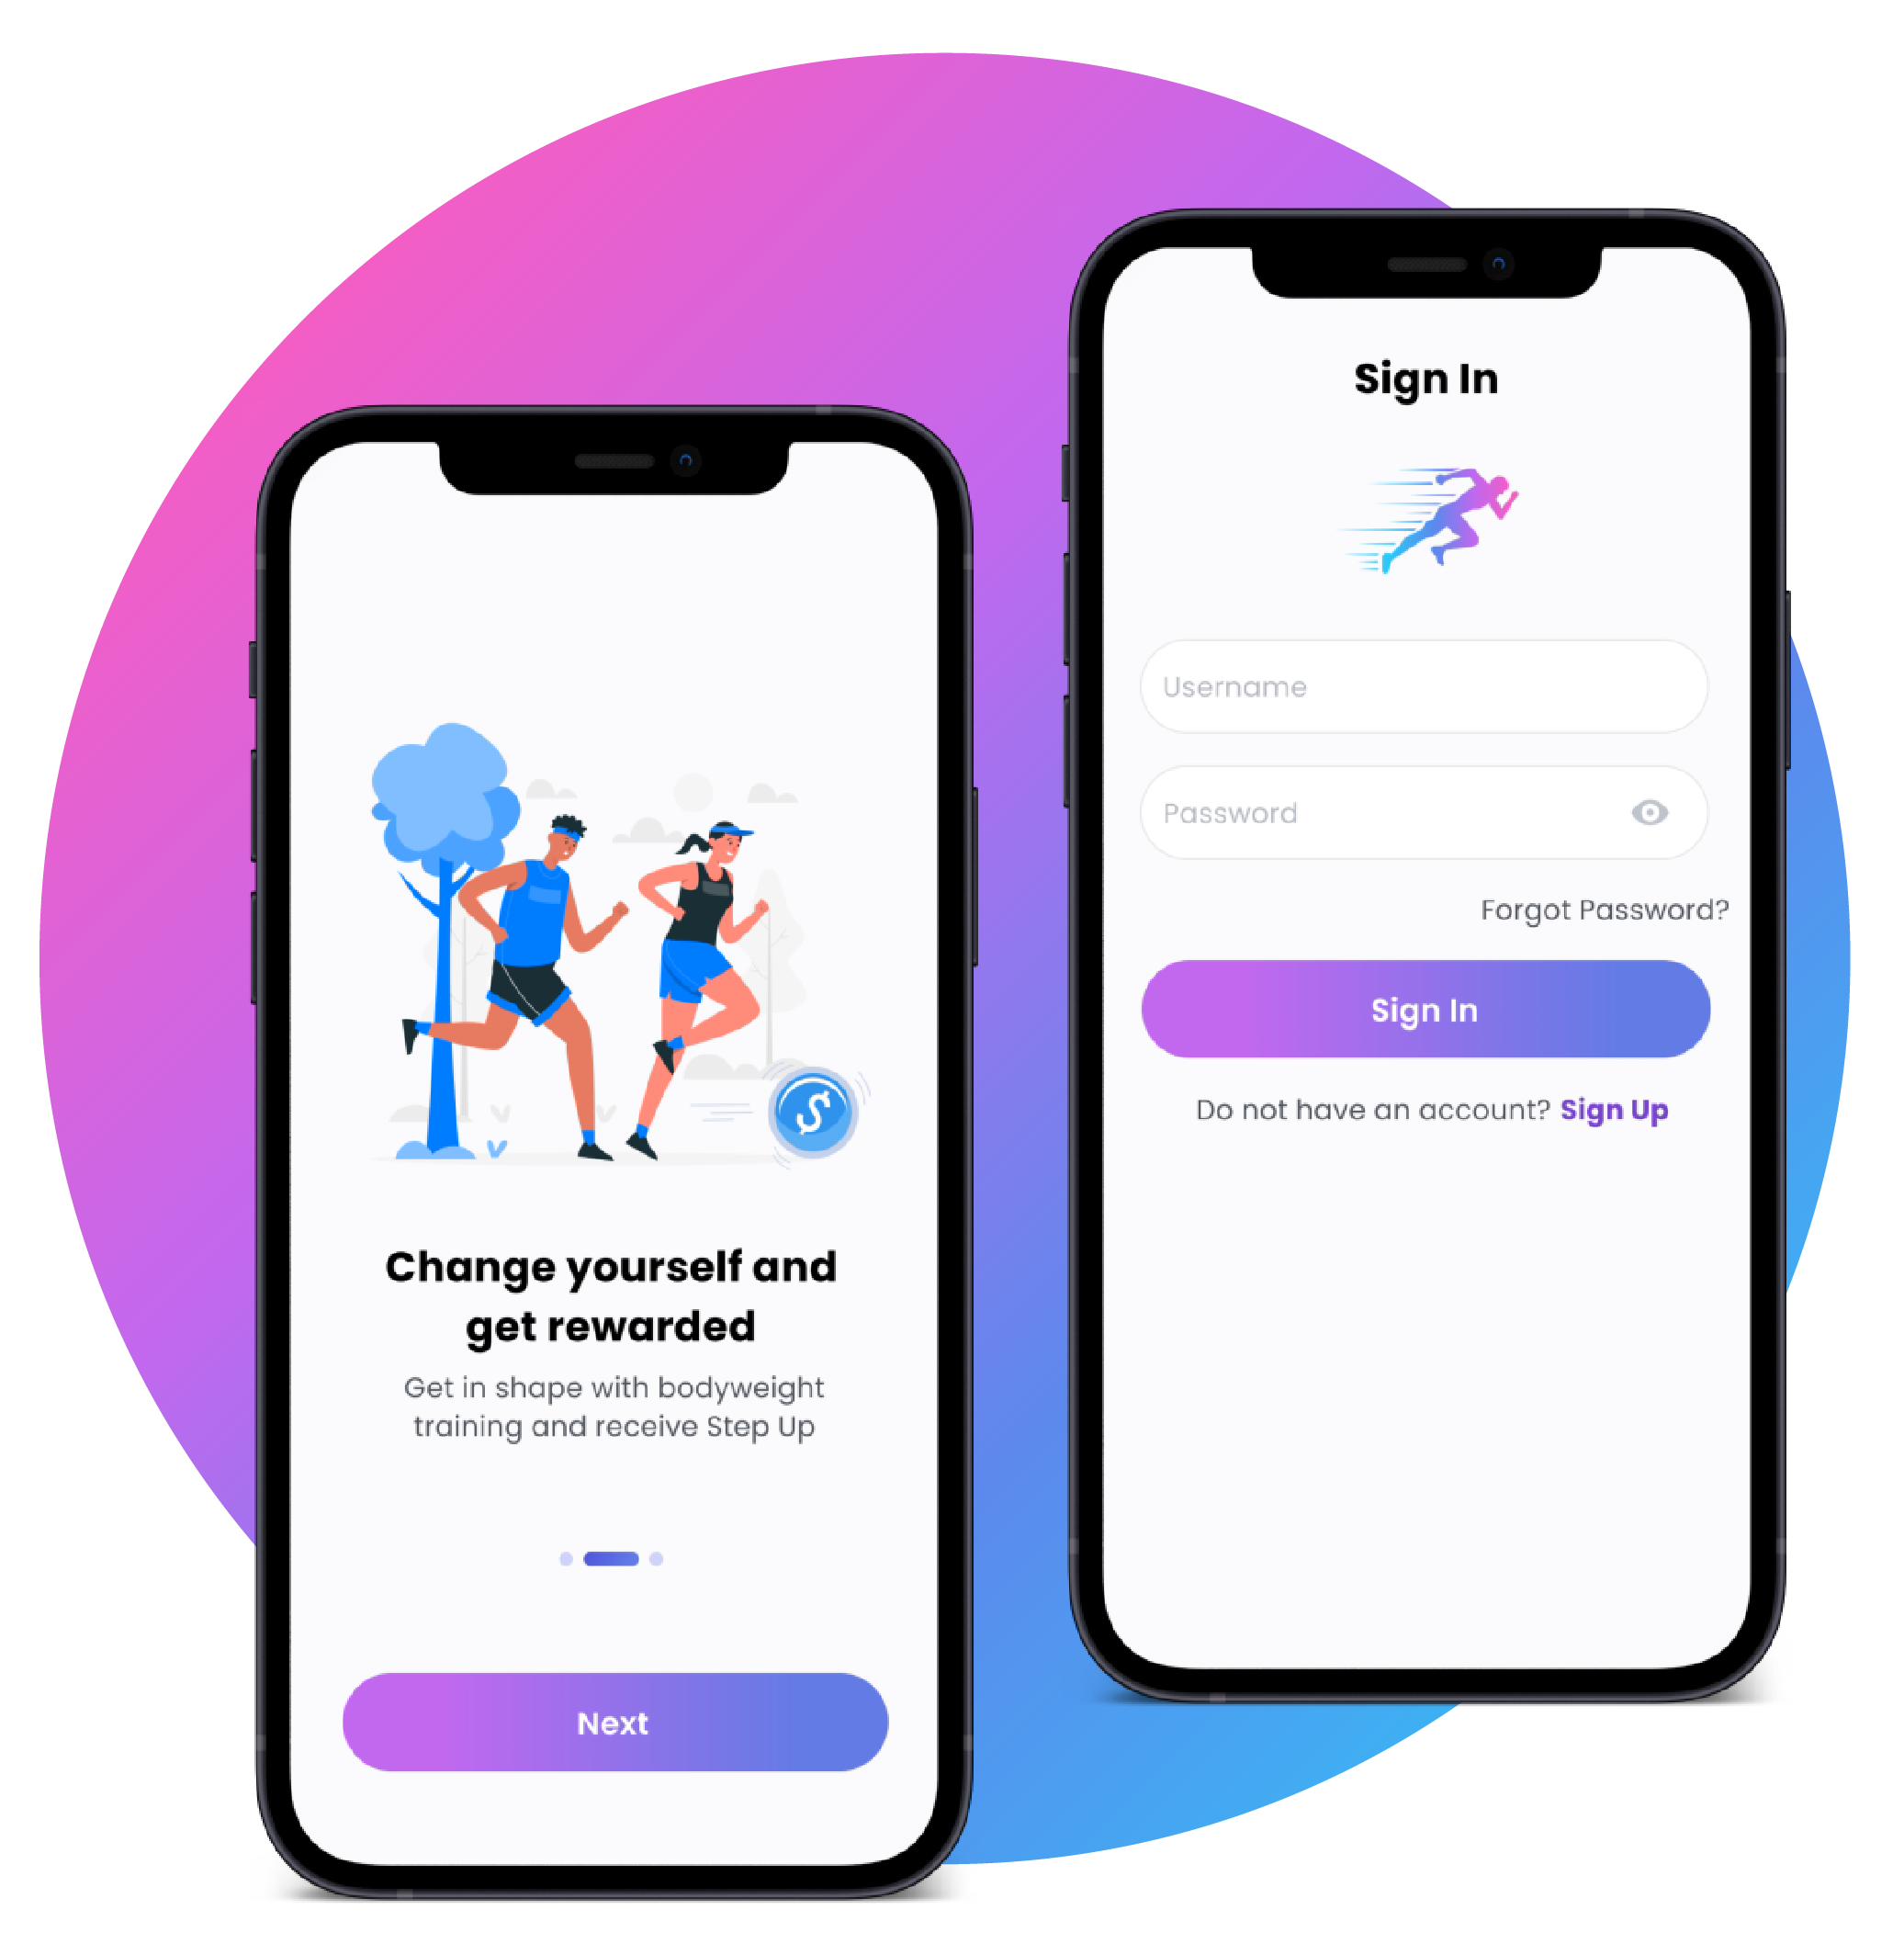 Change yourself and
get rewarded
Get in shape with bodyweight
training and receive Step Up
Next
Sign In
Username
Password
Forgot Password?
Sign In
Do not have an account? Sign Up